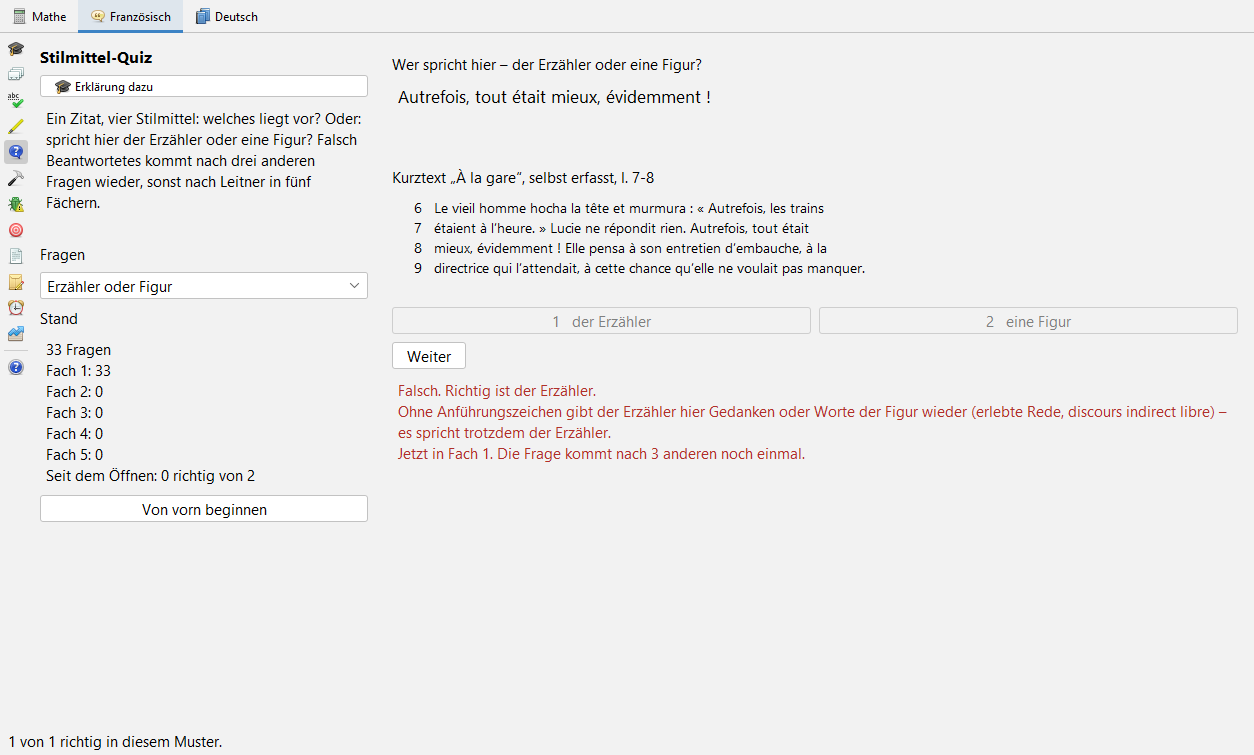 Mathe
Französisch
Deutsch
Stilmittel-Quiz
Erklärung dazu
Ein Zitat, vier Stilmittel: welches liegt vor? Oder:
spricht hier der Erzähler oder eine Figur? Falsch
Beantwortetes kommt nach drei anderen
Fragen wieder, sonst nach Leitner in fünf
Fächern.
Fragen
Erzähler oder Figur
Stand
33 Fragen
Fach 1: 33
Fach 2: 0
Fach 3: 0
Fach 4: 0
Fach 5: 0
Seit dem Öffnen: 0 richtig von 2
Von vorn beginnen
Wer spricht hier – der Erzähler oder eine Figur?
Autrefois, tout était mieux, évidemment !
Kurztext „À la gare“, selbst erfasst, l. 7-8
6 Le vieil homme hocha la tête et murmura : « Autrefois, les trains
7 étaient à l’heure. » Lucie ne répondit rien. Autrefois, tout était
8 mieux, évidemment ! Elle pensa à son entretien d’embauche, à la
9 directrice qui l’attendait, à cette chance qu’elle ne voulait pas manquer.
1 der Erzähler
2 eine Figur
Weiter
Falsch. Richtig ist der Erzähler.
Ohne Anführungszeichen gibt der Erzähler hier Gedanken oder Worte der Figur wieder (erlebte Rede, discours indirect libre) –
es spricht trotzdem der Erzähler.
Jetzt in Fach 1. Die Frage kommt nach 3 anderen noch einmal.
1 von 1 richtig in diesem Muster.